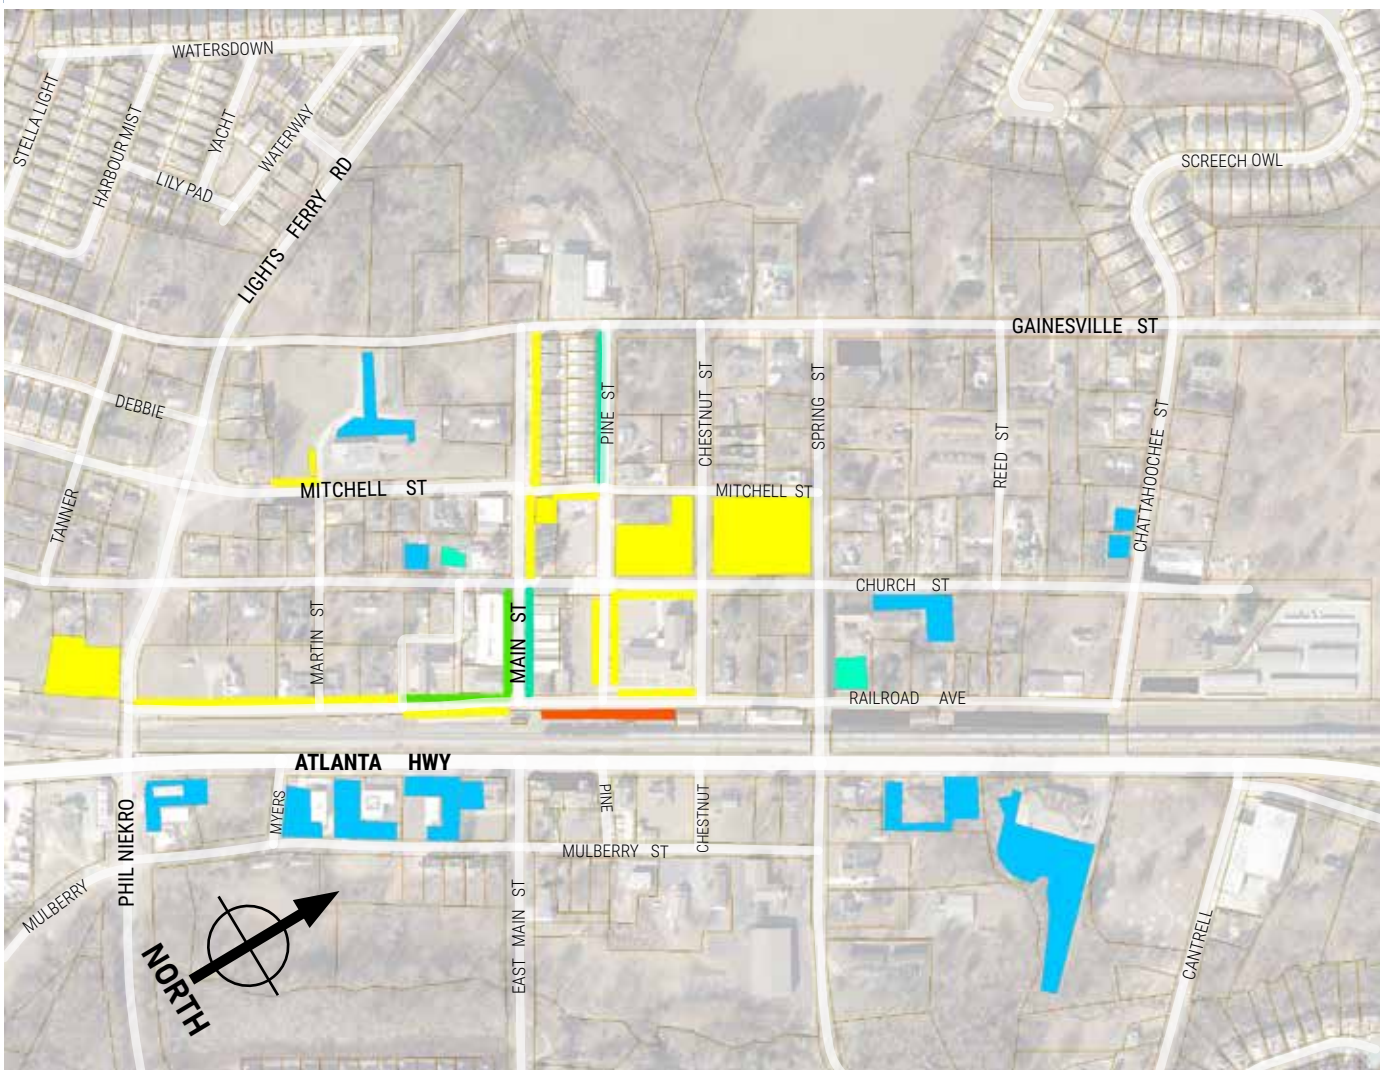 WATERSDOWN
STELLA LIGHT
HARBOUR MIST
YACHT
WATERWAY
LILY PAD
LIGHTS FERRY RD
SCREECH OWL
GAINESVILLE ST
DEBBIE
PINE ST
CHESTNUT ST
SPRING ST
REED ST
CHATTAHOOCHEE ST
TANNER
MITCHELL ST
MITCHELL ST
CHURCH ST
MARTIN ST
MAIN ST
RAILROAD AVE
ATLANTA HWY
PHIL NIEKRO
MYERS
PINE
CHESTNUT
MULBERRY ST
MULBERRY
EAST MAIN ST
CANTRELL
NORTH